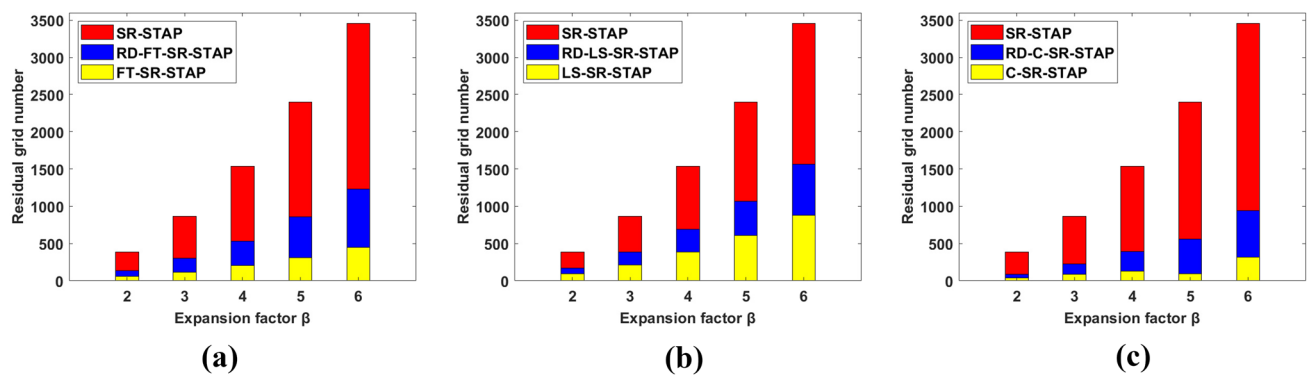 Residual grid number
3500
3000
2500
2000
1500
1000
500
0
SR-STAP
RD-FT-SR-STAP
FT-SR-STAP
2 3 4 5 6
Expansion factor β
(a)
Residual grid number
3500
3000
2500
2000
1500
1000
500
0
SR-STAP
RD-LS-SR-STAP
LS-SR-STAP
2 3 4 5 6
Expansion factor β
(b)
Residual grid number
3500
3000
2500
2000
1500
1000
500
0
SR-STAP
RD-C-SR-STAP
C-SR-STAP
2 3 4 5 6
Expansion factor β
(c)